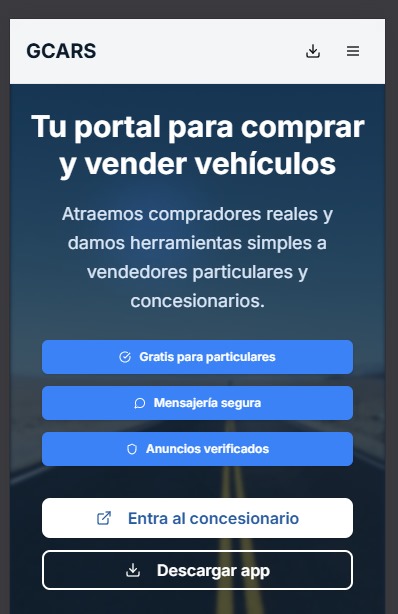 GCARS
Tu portal para comprar
y vender vehículos
Atraemos compradores reales y
damos herramientas simples a
vendedores particulares y
concesionarios.
Gratis para particulares
Mensajería segura
Anuncios verificados
Entra al concesionario
Descargar app